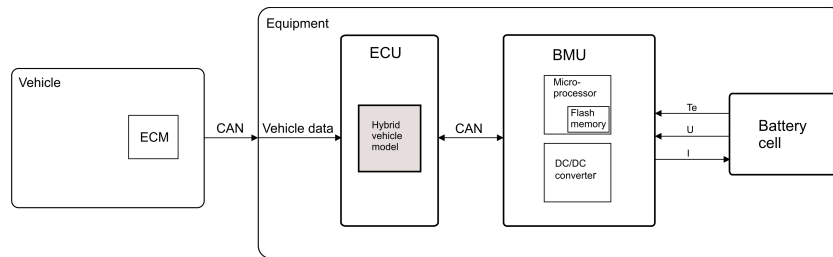 Equipment
Vehicle
ECM
CAN
Vehicle data
ECU
Hybrid
vehicle
model
CAN
BMU
Micro-
processor
Flash
memory
DC/DC
converter
Te
U
I
Battery
cell